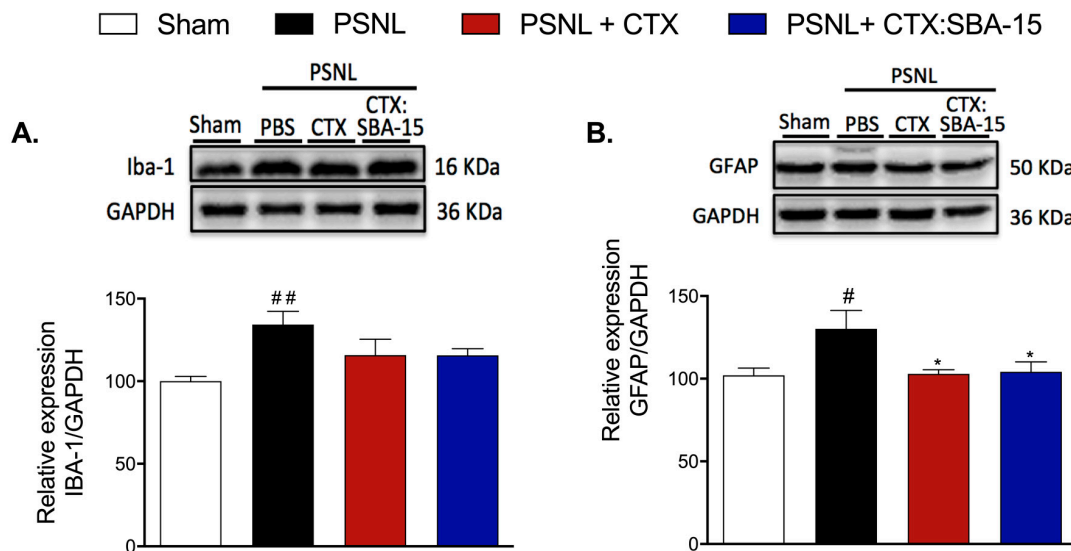 Sham PSNL PSNL + CTX PSNL+ CTX:SBA-15
A.
PSNL
Sham PBS CTX CTX:
SBA-15
Iba-1 16 KDa
GAPDH 36 KDa
Relative expression
IBA-1/GAPDH
150
100
50
0
##
B.
PSNL
Sham PBS CTX CTX:
SBA-15
GFAP 50 KDa
GAPDH 36 KDa
Relative expression
GFAP/GAPDH
150
100
50
0
#
* *